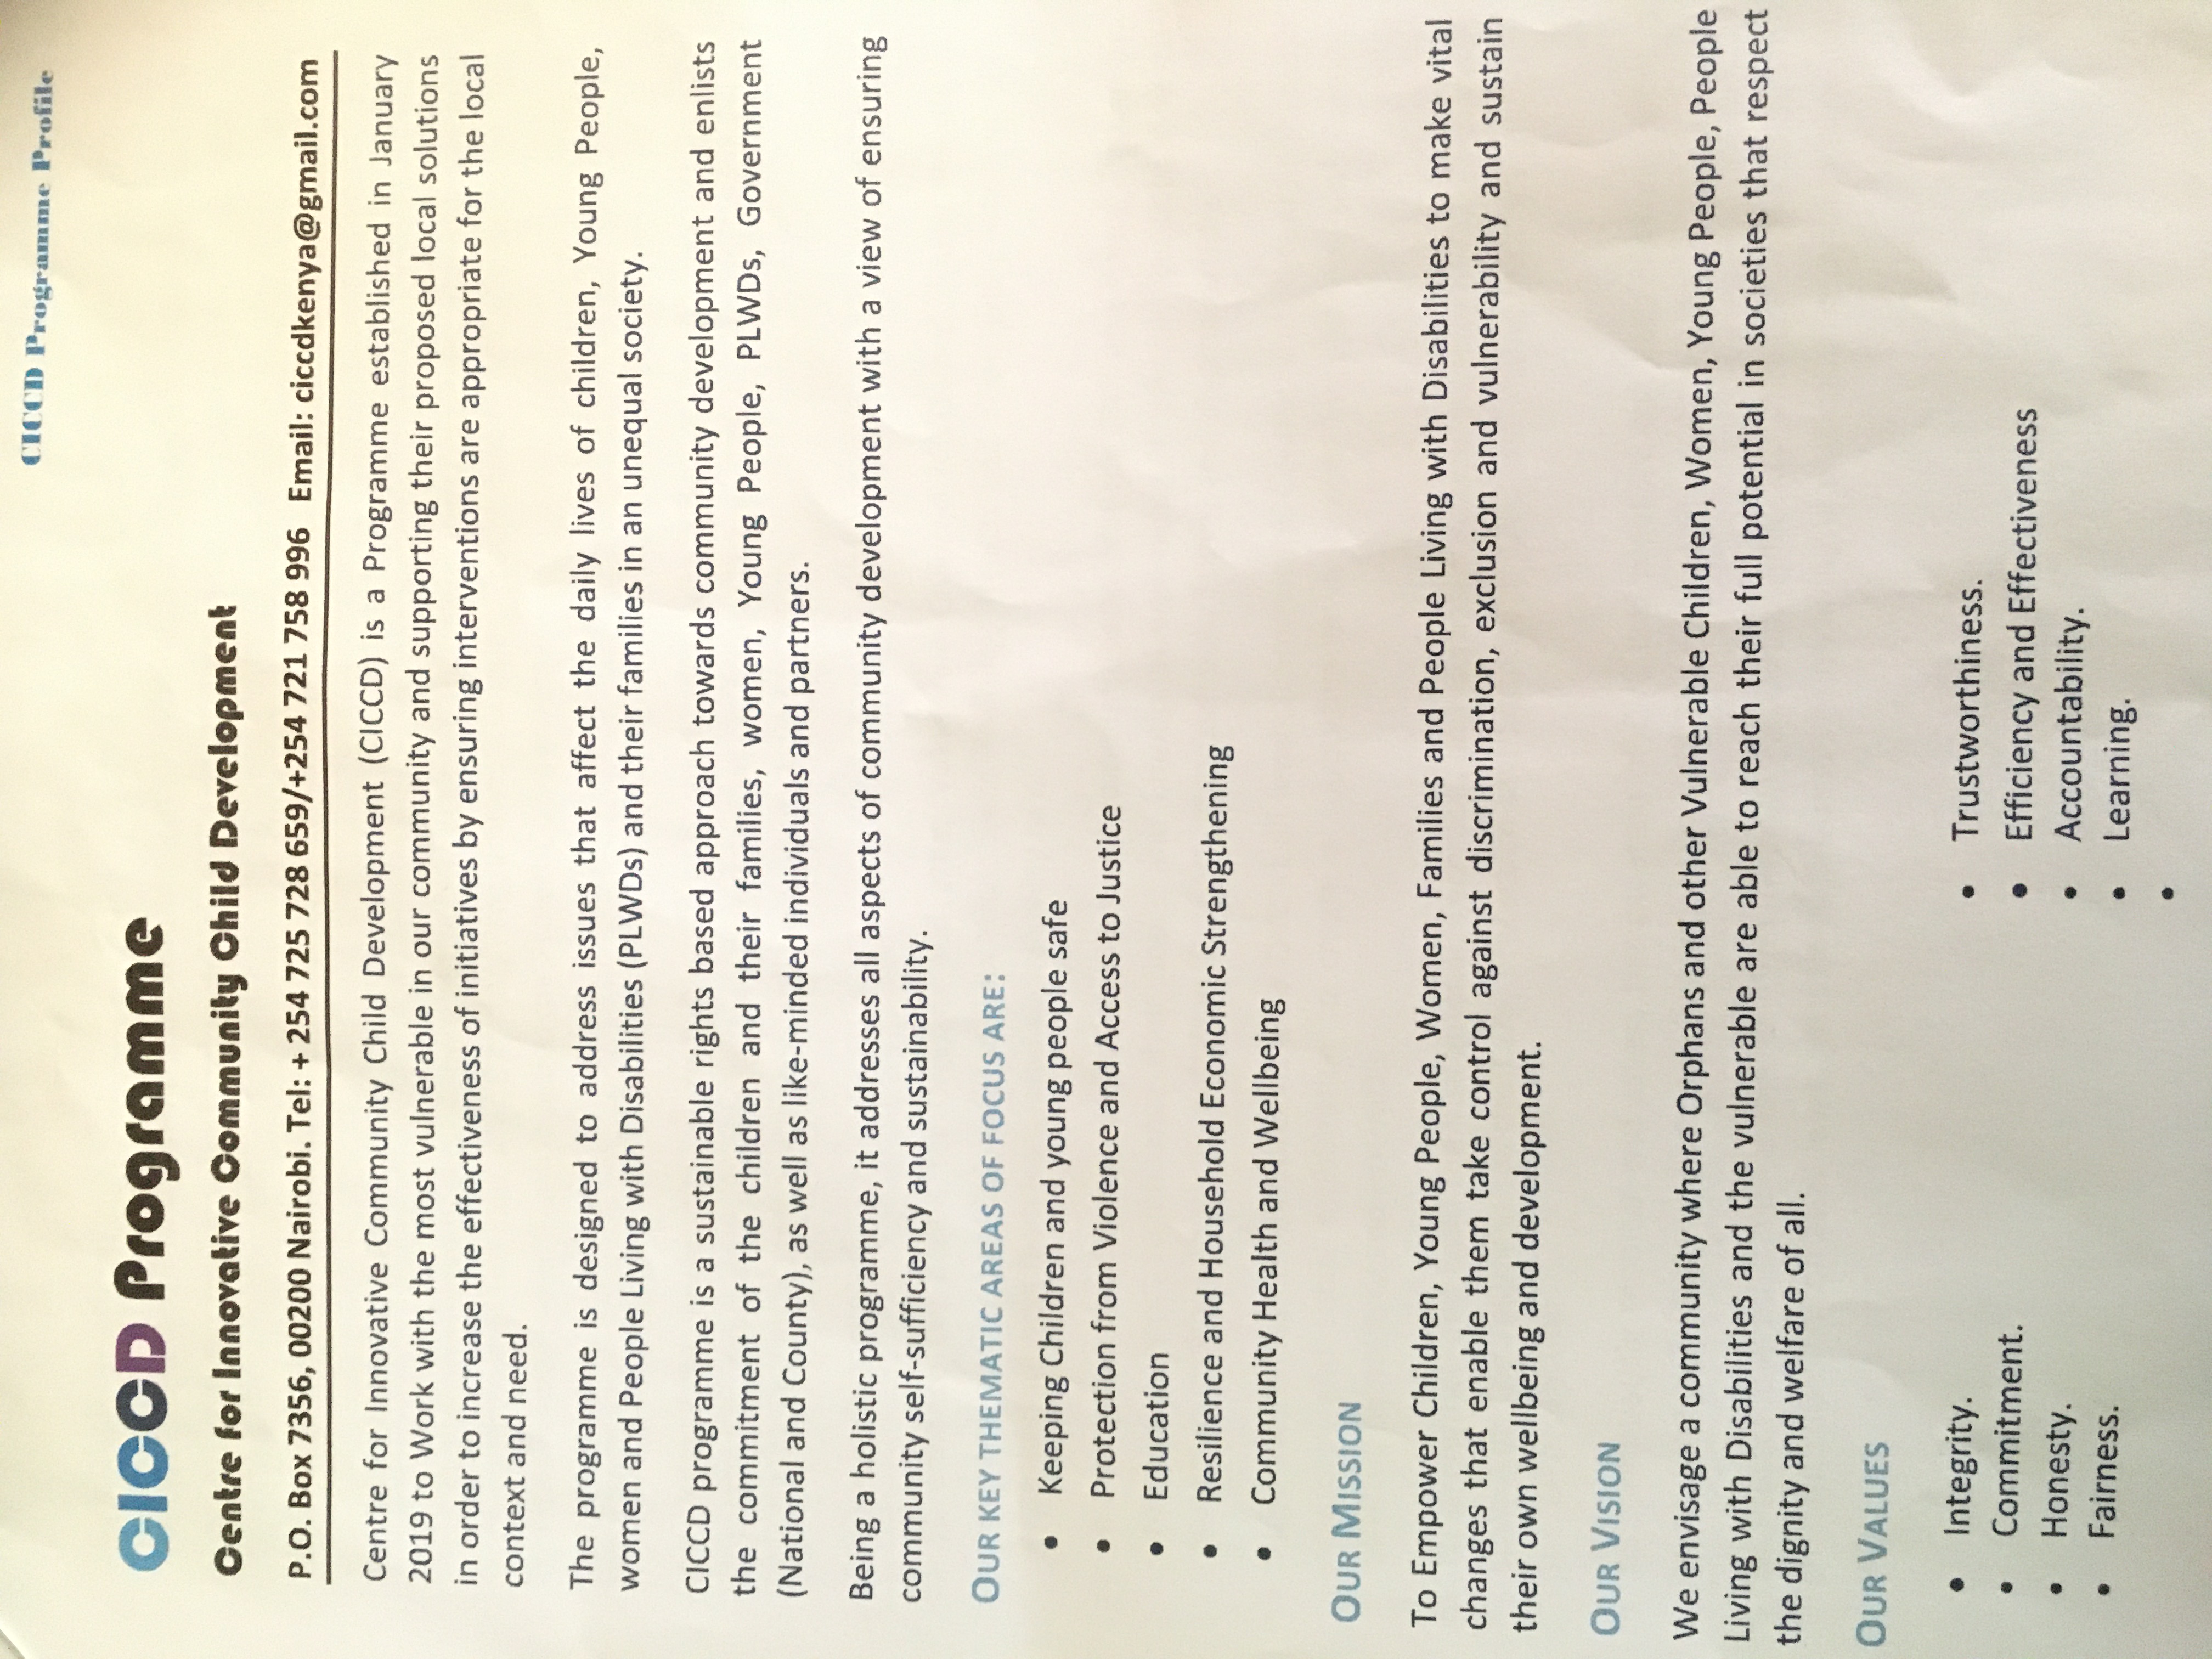 CICCD Programme Profile
CICCD Programme
Centre for Innovative Community Child Development
P.O. Box 7356, 00200 Nairobi. Tel: + 254 725 728 659/+254 721 758 996 Email: ciccdkenya@gmail.com
Centre for Innovative Community Child Development (CICCD) is a Programme established in January
2019 to Work with the most vulnerable in our community and supporting their proposed local solutions
in order to increase the effectiveness of initiatives by ensuring interventions are appropriate for the local
context and need.
The programme is designed to address issues that affect the daily lives of children, Young People,
women and People Living with Disabilities (PLWDs) and their families in an unequal society.
CICCD programme is a sustainable rights based approach towards community development and enlists
the commitment of the children and their families, women, Young People, PLWDs, Government
(National and County), as well as like-minded individuals and partners.
Being a holistic programme, it addresses all aspects of community development with a view of ensuring
community self-sufficiency and sustainability.
OUR KEY THEMATIC AREAS OF FOCUS ARE:
• Keeping Children and young people safe
• Protection from Violence and Access to Justice
• Education
• Resilience and Household Economic Strengthening
• Community Health and Wellbeing
OUR MISSION
To Empower Children, Young People, Women, Families and People Living with Disabilities to make vital
changes that enable them take control against discrimination, exclusion and vulnerability and sustain
their own wellbeing and development.
OUR VISION
We envisage a community where Orphans and other Vulnerable Children, Women, Young People, People
Living with Disabilities and the vulnerable are able to reach their full potential in societies that respect
the dignity and welfare of all.
OUR VALUES
• Integrity.
• Commitment.
• Honesty.
• Fairness.
• Trustworthiness.
• Efficiency and Effectiveness
• Accountability.
• Learning.
•